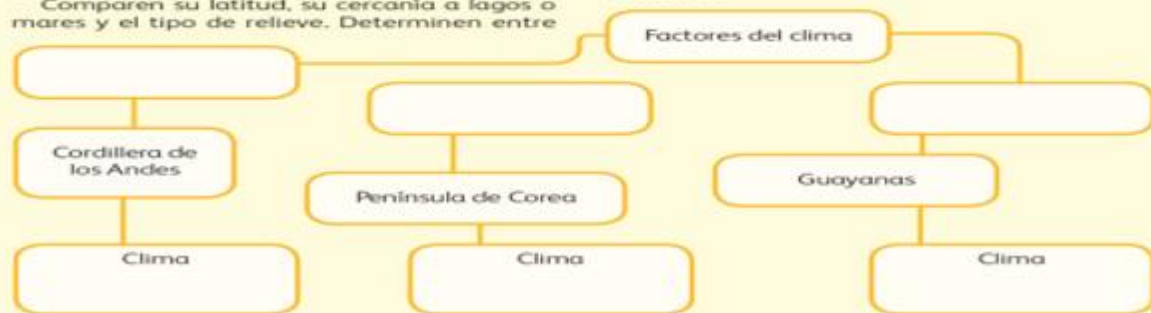 Comparen su latitud, su cercanía a lagos o
mares y el tipo de relieve. Determinen entre
Factores del clima
Cordillera de
los Andes
Península de Corea
Guayanas
Clima
Clima
Clima